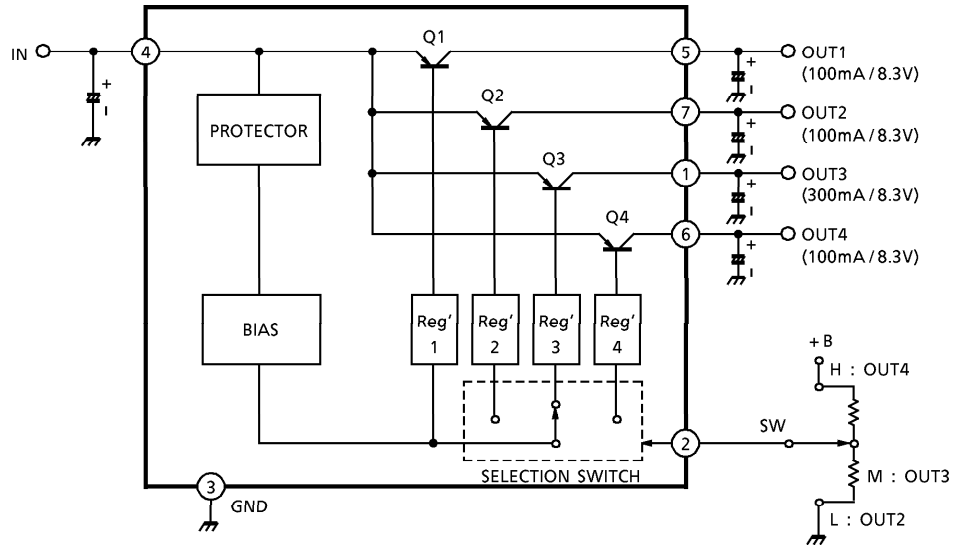 IN
4
Q1
5
OUT1
(100mA / 8.3V)
+
PROTECTOR
Q2
7
OUT2
(100mA / 8.3V)
Q3
1
OUT3
(300mA / 8.3V)
Q4
6
OUT4
(100mA / 8.3V)
BIAS
Reg' 1
Reg' 2
Reg' 3
Reg' 4
+ B
H : OUT4
SW
2
SELECTION SWITCH
M : OUT3
L : OUT2
3
GND